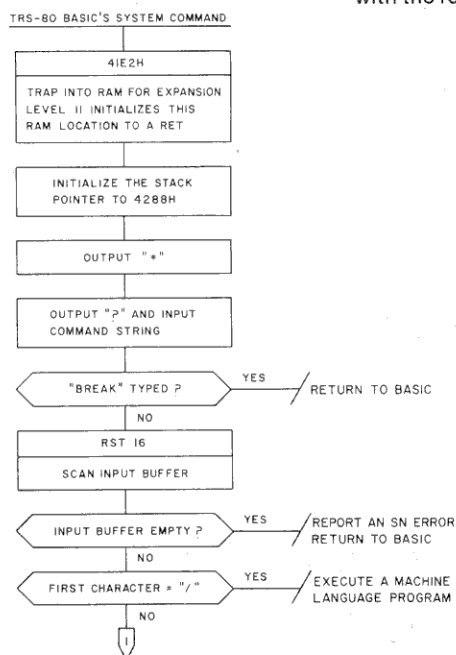 with the r
TRS-80 BASIC'S SYSTEM COMMAND
41E2H
TRAP INTO RAM FOR EXPANSION
LEVEL II INITIALIZES THIS
RAM LOCATION TO A RET
INITIALIZE THE STACK
POINTER TO 4288H
OUTPUT "*"
OUTPUT "?" AND INPUT
COMMAND STRING
"BREAK" TYPED ?
YES
RETURN TO BASIC
NO
RST 16
SCAN INPUT BUFFER
INPUT BUFFER EMPTY ?
YES
REPORT AN SN ERROR
RETURN TO BASIC
NO
FIRST CHARACTER = "/"
YES
EXECUTE A MACHINE
LANGUAGE PROGRAM
NO
1